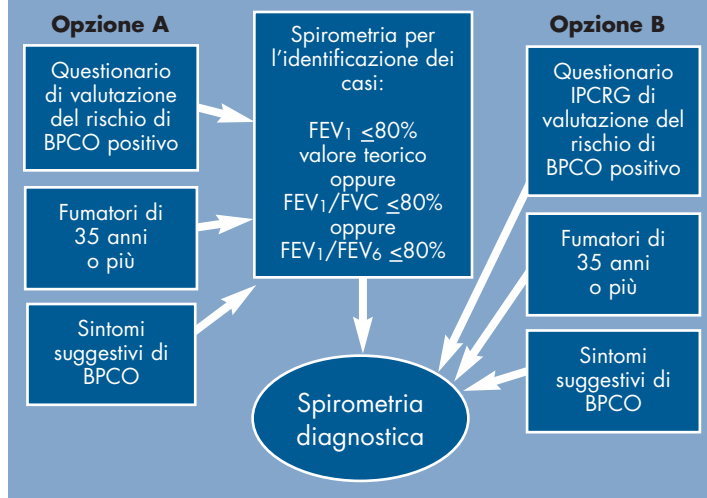 Opzione A
Questionario
di valutazione
del rischio di
BPCO positivo
Fumatori di
35 anni
o più
Sintomi
suggestivi di
BPCO
Spirometria per
l'identificazione dei
casi:
FEV1 ≤80%
valore teorico
oppure
FEV1/FVC ≤80%
oppure
FEV1/FEV6 ≤80%
Spirometria
diagnostica
Opzione B
Questionario
IPCRG di
valutazione del
rischio di
BPCO positivo
Fumatori di
35 anni
o più
Sintomi
suggestivi di
BPCO